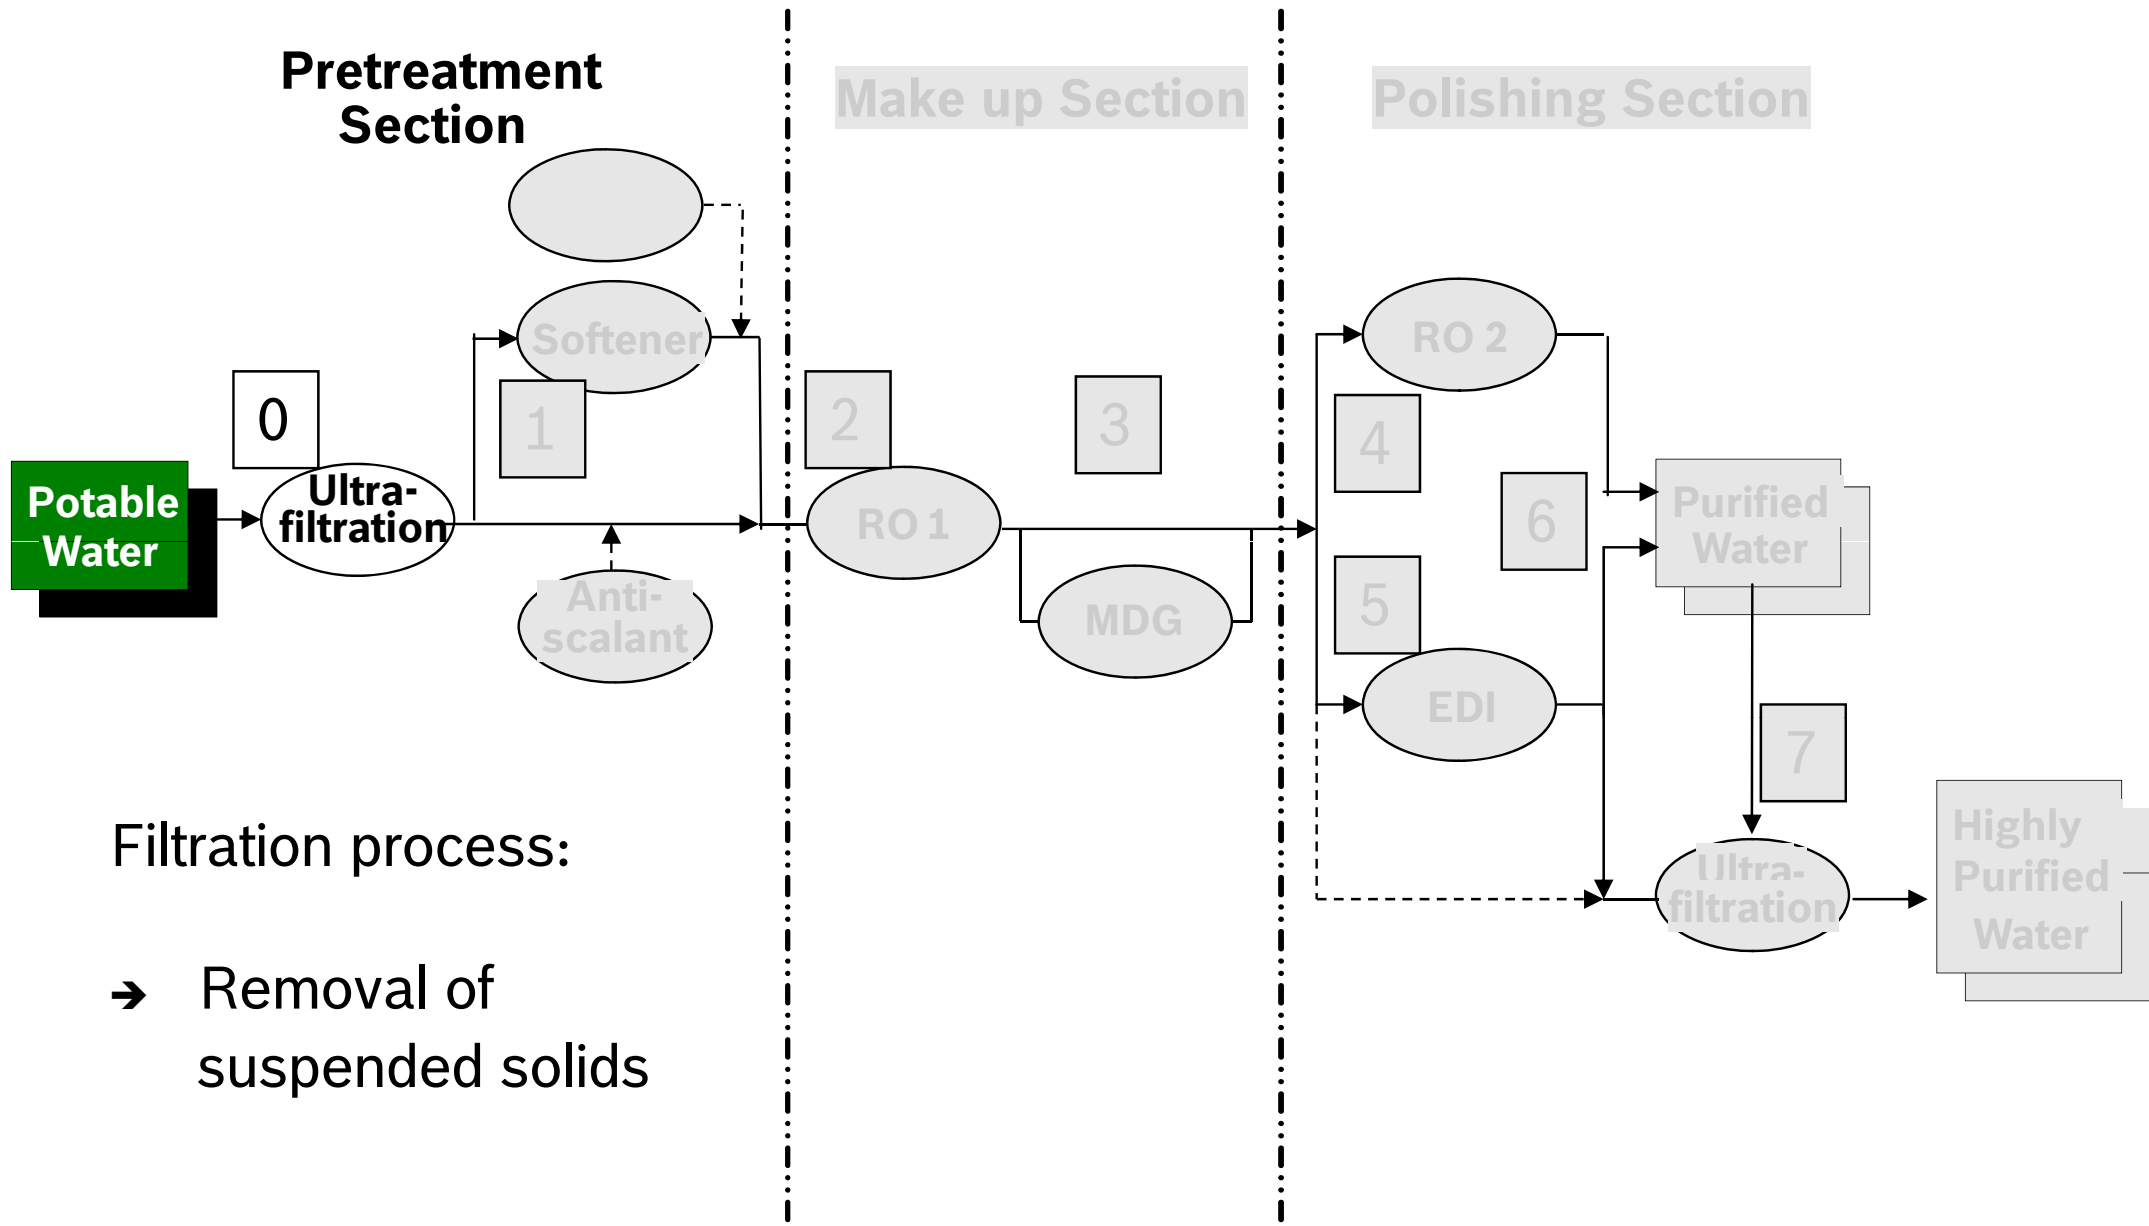 Pretreatment
Section
Make up Section
Polishing Section
Softener
RO 2
0
1
2
3
4
Potable
Water
Ultra-
filtration
RO 1
6
Purified
Water
Anti-
scalant
MDG
5
EDI
7
Filtration process:
Highly
Purified
Water
Ultra-
filtration
➔ Removal of
suspended solids